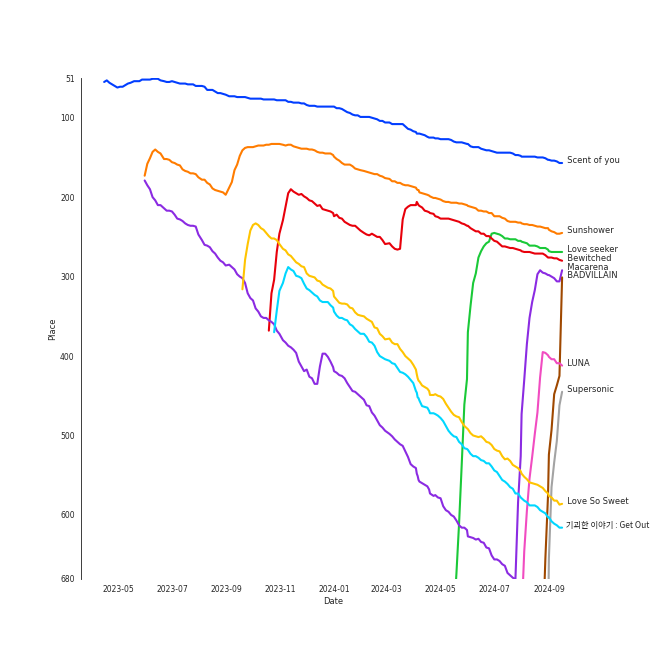 51
100
200
300
400
500
600
680
Place
2023-05
2023-07
2023-09
2023-11
2024-01
2024-03
2024-05
2024-07
2024-09
Date
Scent of you
Sunshower
Love seeker
Bewitched
Macarena
BADVILLAIN
LUNA
Supersonic
Love So Sweet
기괴한 이야기 : Get Out